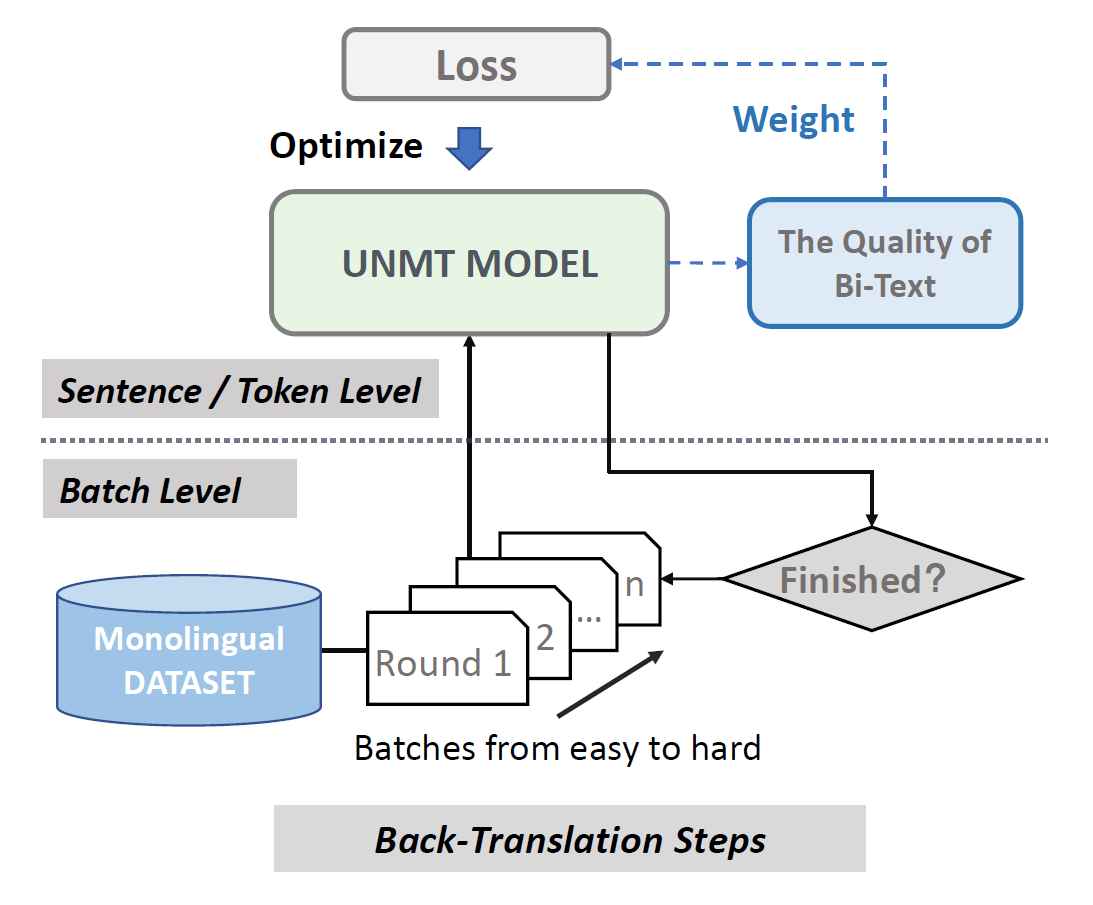 Loss
Optimize
Weight
UNMT MODEL
The Quality of
Bi-Text
Sentence / Token Level
Batch Level
Monolingual
DATASET
Round 1
2
...
n
Finished?
Batches from easy to hard
Back-Translation Steps